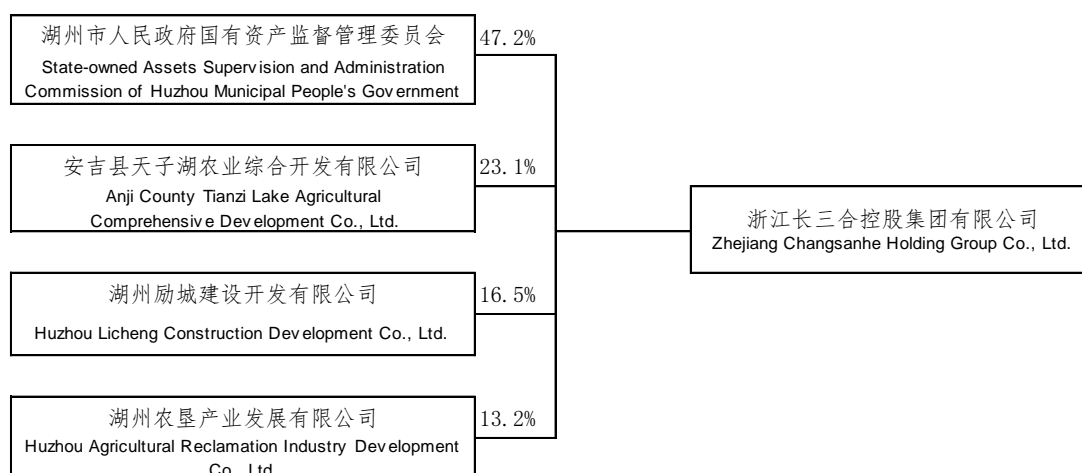 湖州市人民政府国有资产监督管理委员会
State-owned Assets Supervision and Administration
Commission of Huzhou Municipal People's Government
47.2%
安吉县天子湖农业综合开发有限公司
Anji County Tianzi Lake Agricultural
Comprehensive Development Co., Ltd.
23.1%
浙江长三合控股集团有限公司
Zhejiang Changsanhe Holding Group Co., Ltd.
湖州励城建设开发有限公司
Huzhou Licheng Construction Development Co., Ltd.
16.5%
湖州农垦产业发展有限公司
Huzhou Agricultural Reclamation Industry Development
Co., Ltd.
13.2%